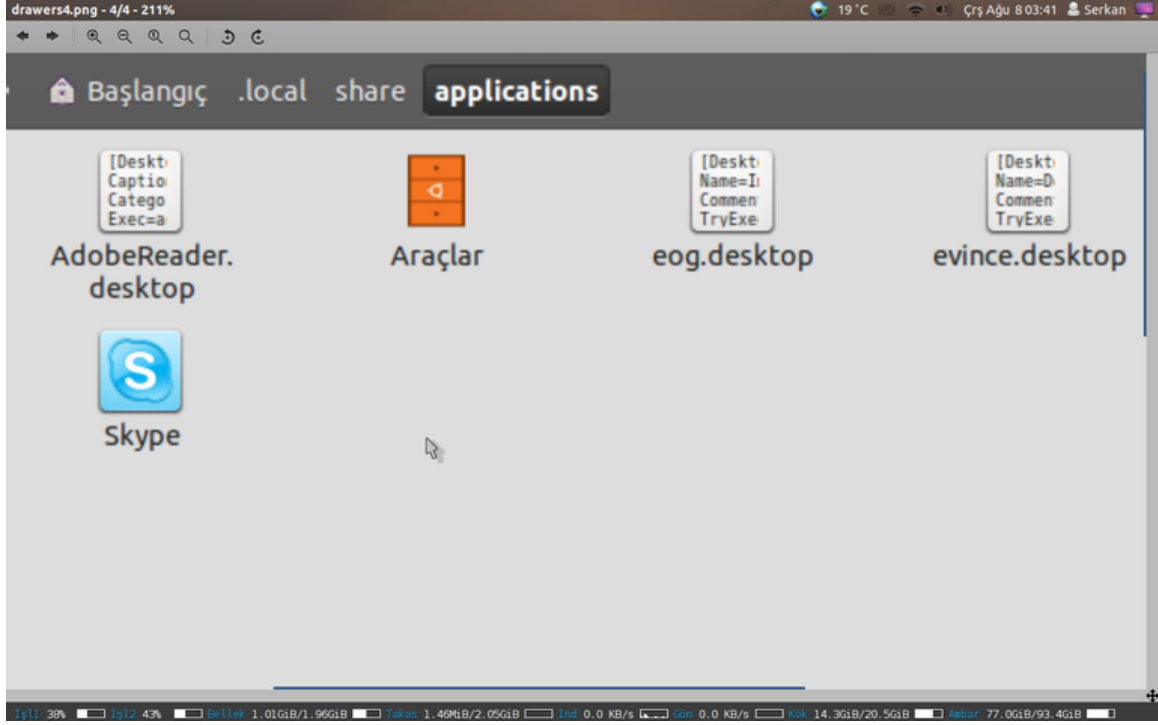 drawers4.png - 4/4 - 211% 19 °C Çrş Ağu 8 03:41 Serkan
Başlangıç .local share applications
[Deskt
Captio
Catego
Exec=a
[Deskt
Name=I
Commen
TryExe
[Deskt
Name=D
Commen
TryExe
AdobeReader.
desktop
Araçlar
eog.desktop
evince.desktop
S
Skype
İşl1 38% İşl2 43% Bellek 1.01GiB/1.96GiB Takas 1.46MiB/2.05GiB İnd 0.0 KB/s Gön 0.0 KB/s Kök 14.3GiB/20.5GiB Ambar 77.0GiB/93.4GiB